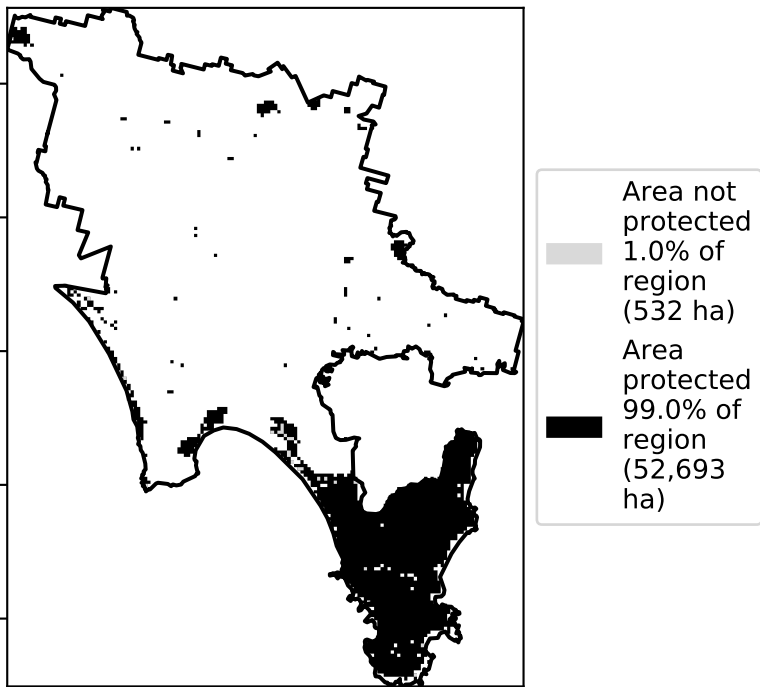 Area not
protected
1.0% of
region
(532 ha)
Area
protected
99.0% of
region
(52,693
ha)